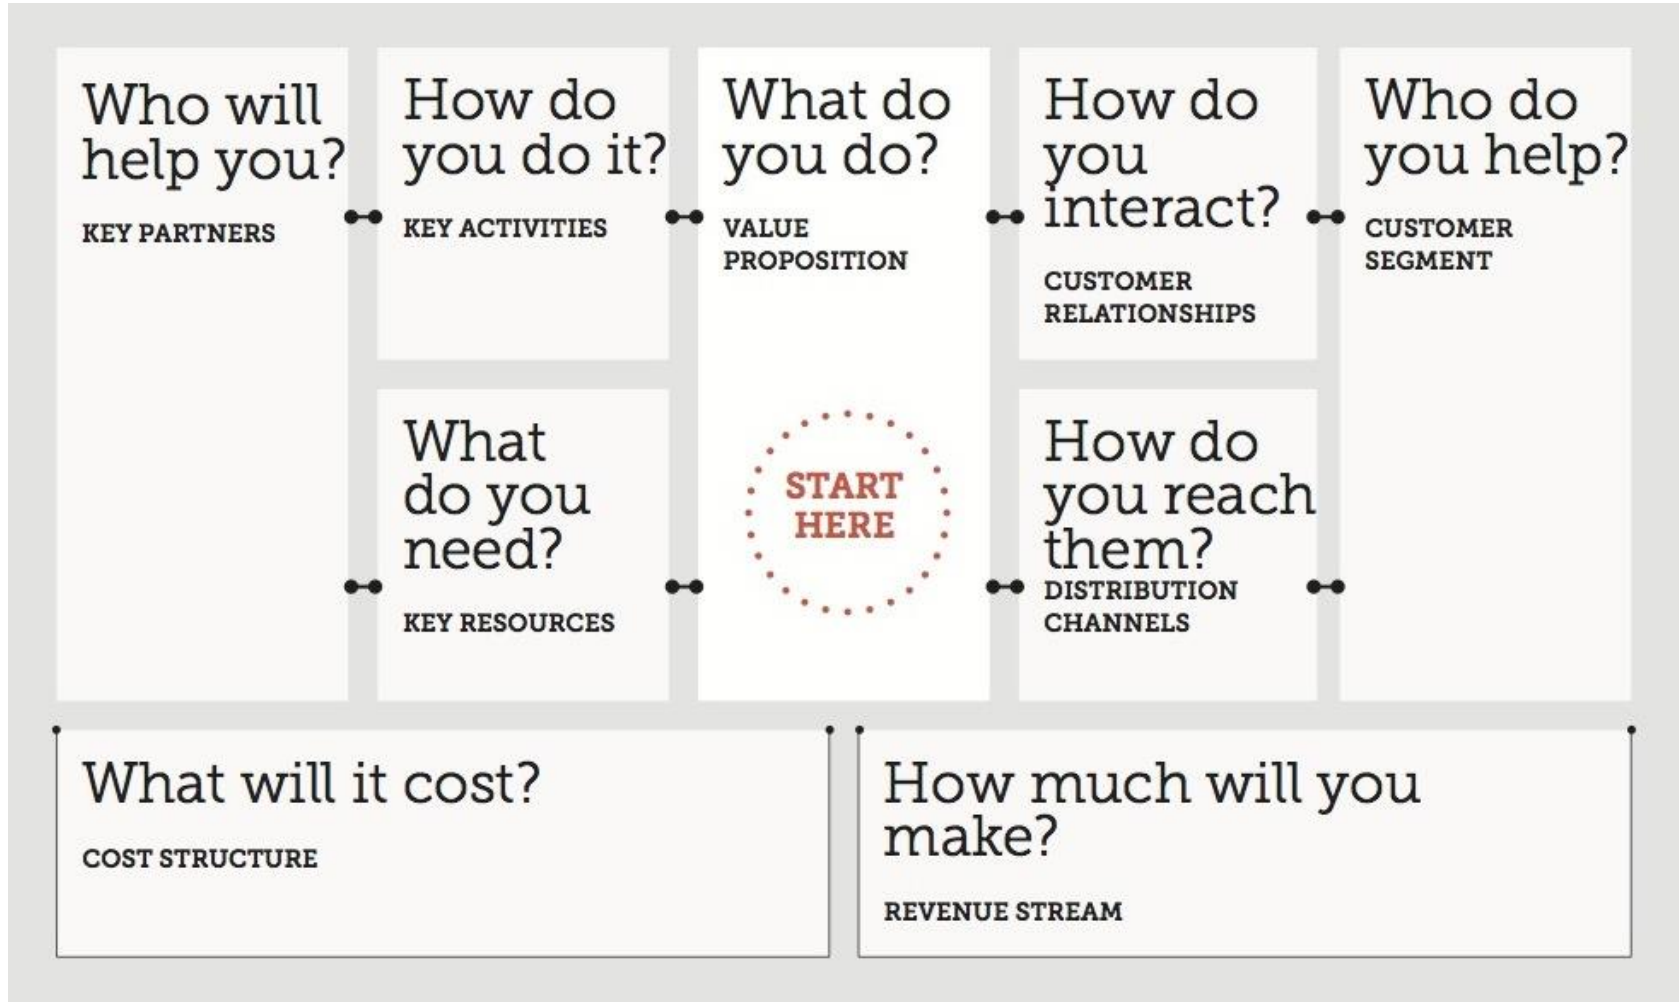 Who will
help you?
KEY PARTNERS
How do
you do it?
KEY ACTIVITIES
What
do you
need?
KEY RESOURCES
What do
you do?
VALUE
PROPOSITION
START
HERE
How do
you
interact?
CUSTOMER
RELATIONSHIPS
How do
you reach
them?
DISTRIBUTION
CHANNELS
Who do
you help?
CUSTOMER
SEGMENT
What will it cost?
COST STRUCTURE
How much will you
make?
REVENUE STREAM